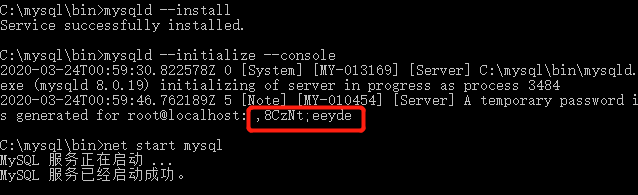 C:\mysql\bin>mysqld --install
Service successfully installed.
C:\mysql\bin>mysqld --initialize --console
2020-03-24T00:59:30.822578Z 0 [System] [MY-013169] [Server] C:\mysql\bin\mysqld.
exe (mysqld 8.0.19) initializing of server in progress as process 3484
2020-03-24T00:59:46.762189Z 5 [Note] [MY-010454] [Server] A temporary password i
s generated for root@localhost: ,8CzNt;eeyde
C:\mysql\bin>net start mysql
MySQL 服务正在启动 ...
MySQL 服务已经启动成功。